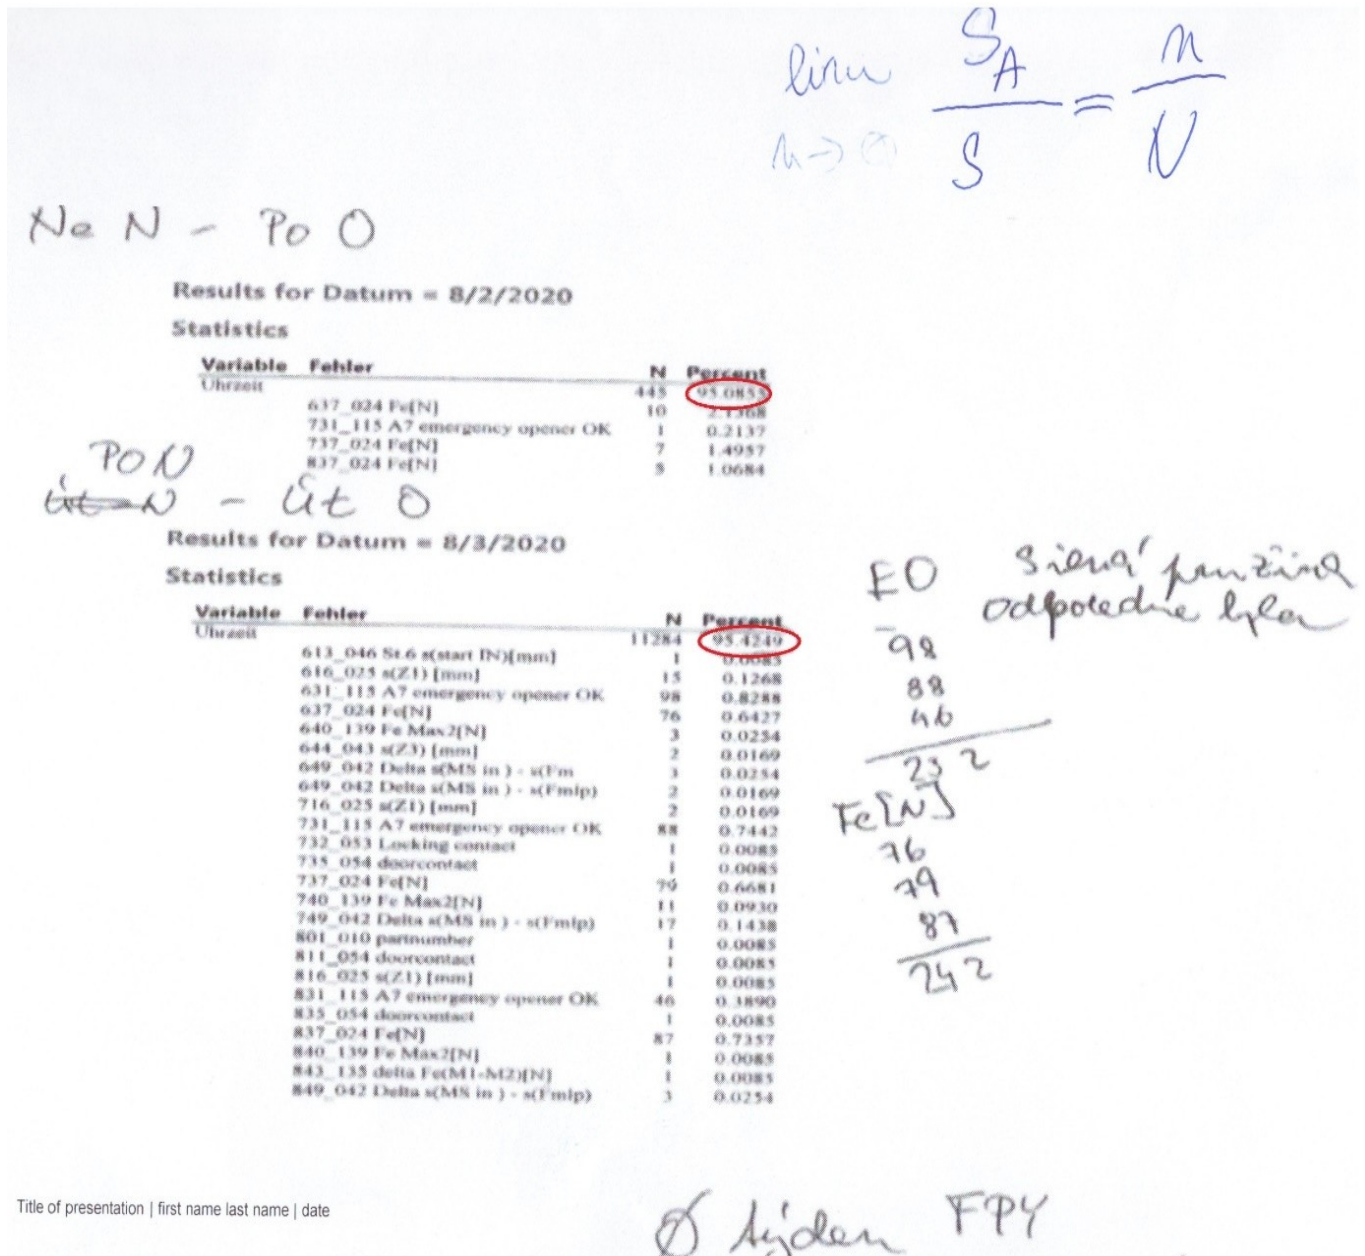 lim S_A / S = n / N
n →
Ne N - Po O
Results for Datum = 8/2/2020
Statistics
Variable Fehler N Percent
Uhrzeit 445 95.0855
637_024 Fe[N] 10 2.1368
731_115 A7 emergency opener OK 1 0.2137
737_024 Fe[N] 7 1.4957
837_024 Fe[N] 5 1.0684
PO N
Út N - Út O
Results for Datum = 8/3/2020
Statistics
Variable Fehler N Percent
Uhrzeit 11284 95.4249
613_046 St.6 s(start IN)[mm] 1 0.0085
616_025 s(Z1) [mm] 15 0.1268
631_115 A7 emergency opener OK 98 0.8288
637_024 Fe[N] 76 0.6427
640_139 Fe Max2[N] 3 0.0254
644_043 s(Z3) [mm] 2 0.0169
649_042 Delta s(MS in ) - s(Fm 3 0.0254
649_042 Delta s(MS in ) - s(Fmlp) 2 0.0169
716_025 s(Z1) [mm] 2 0.0169
731_115 A7 emergency opener OK 88 0.7442
732_053 Locking contact 1 0.0085
735_054 doorcontact 1 0.0085
737_024 Fe[N] 79 0.6681
740_139 Fe Max2[N] 11 0.0930
749_042 Delta s(MS in ) - s(Fmlp) 17 0.1438
801_010 partnumber 1 0.0085
811_054 doorcontact 1 0.0085
816_025 s(Z1) [mm] 1 0.0085
831_115 A7 emergency opener OK 46 0.3890
835_054 doorcontact 1 0.0085
837_024 Fe[N] 87 0.7357
840_139 Fe Max2[N] 1 0.0085
843_135 delta Fe(M1-M2)[N] 1 0.0085
849_042 Delta s(MS in ) - s(Fmlp) 3 0.0254
EO pružina
odpoledne byla
98
88
46
232
Fe[N]
76
79
87
242
Title of presentation | first name last name | date
Ø týden FPY